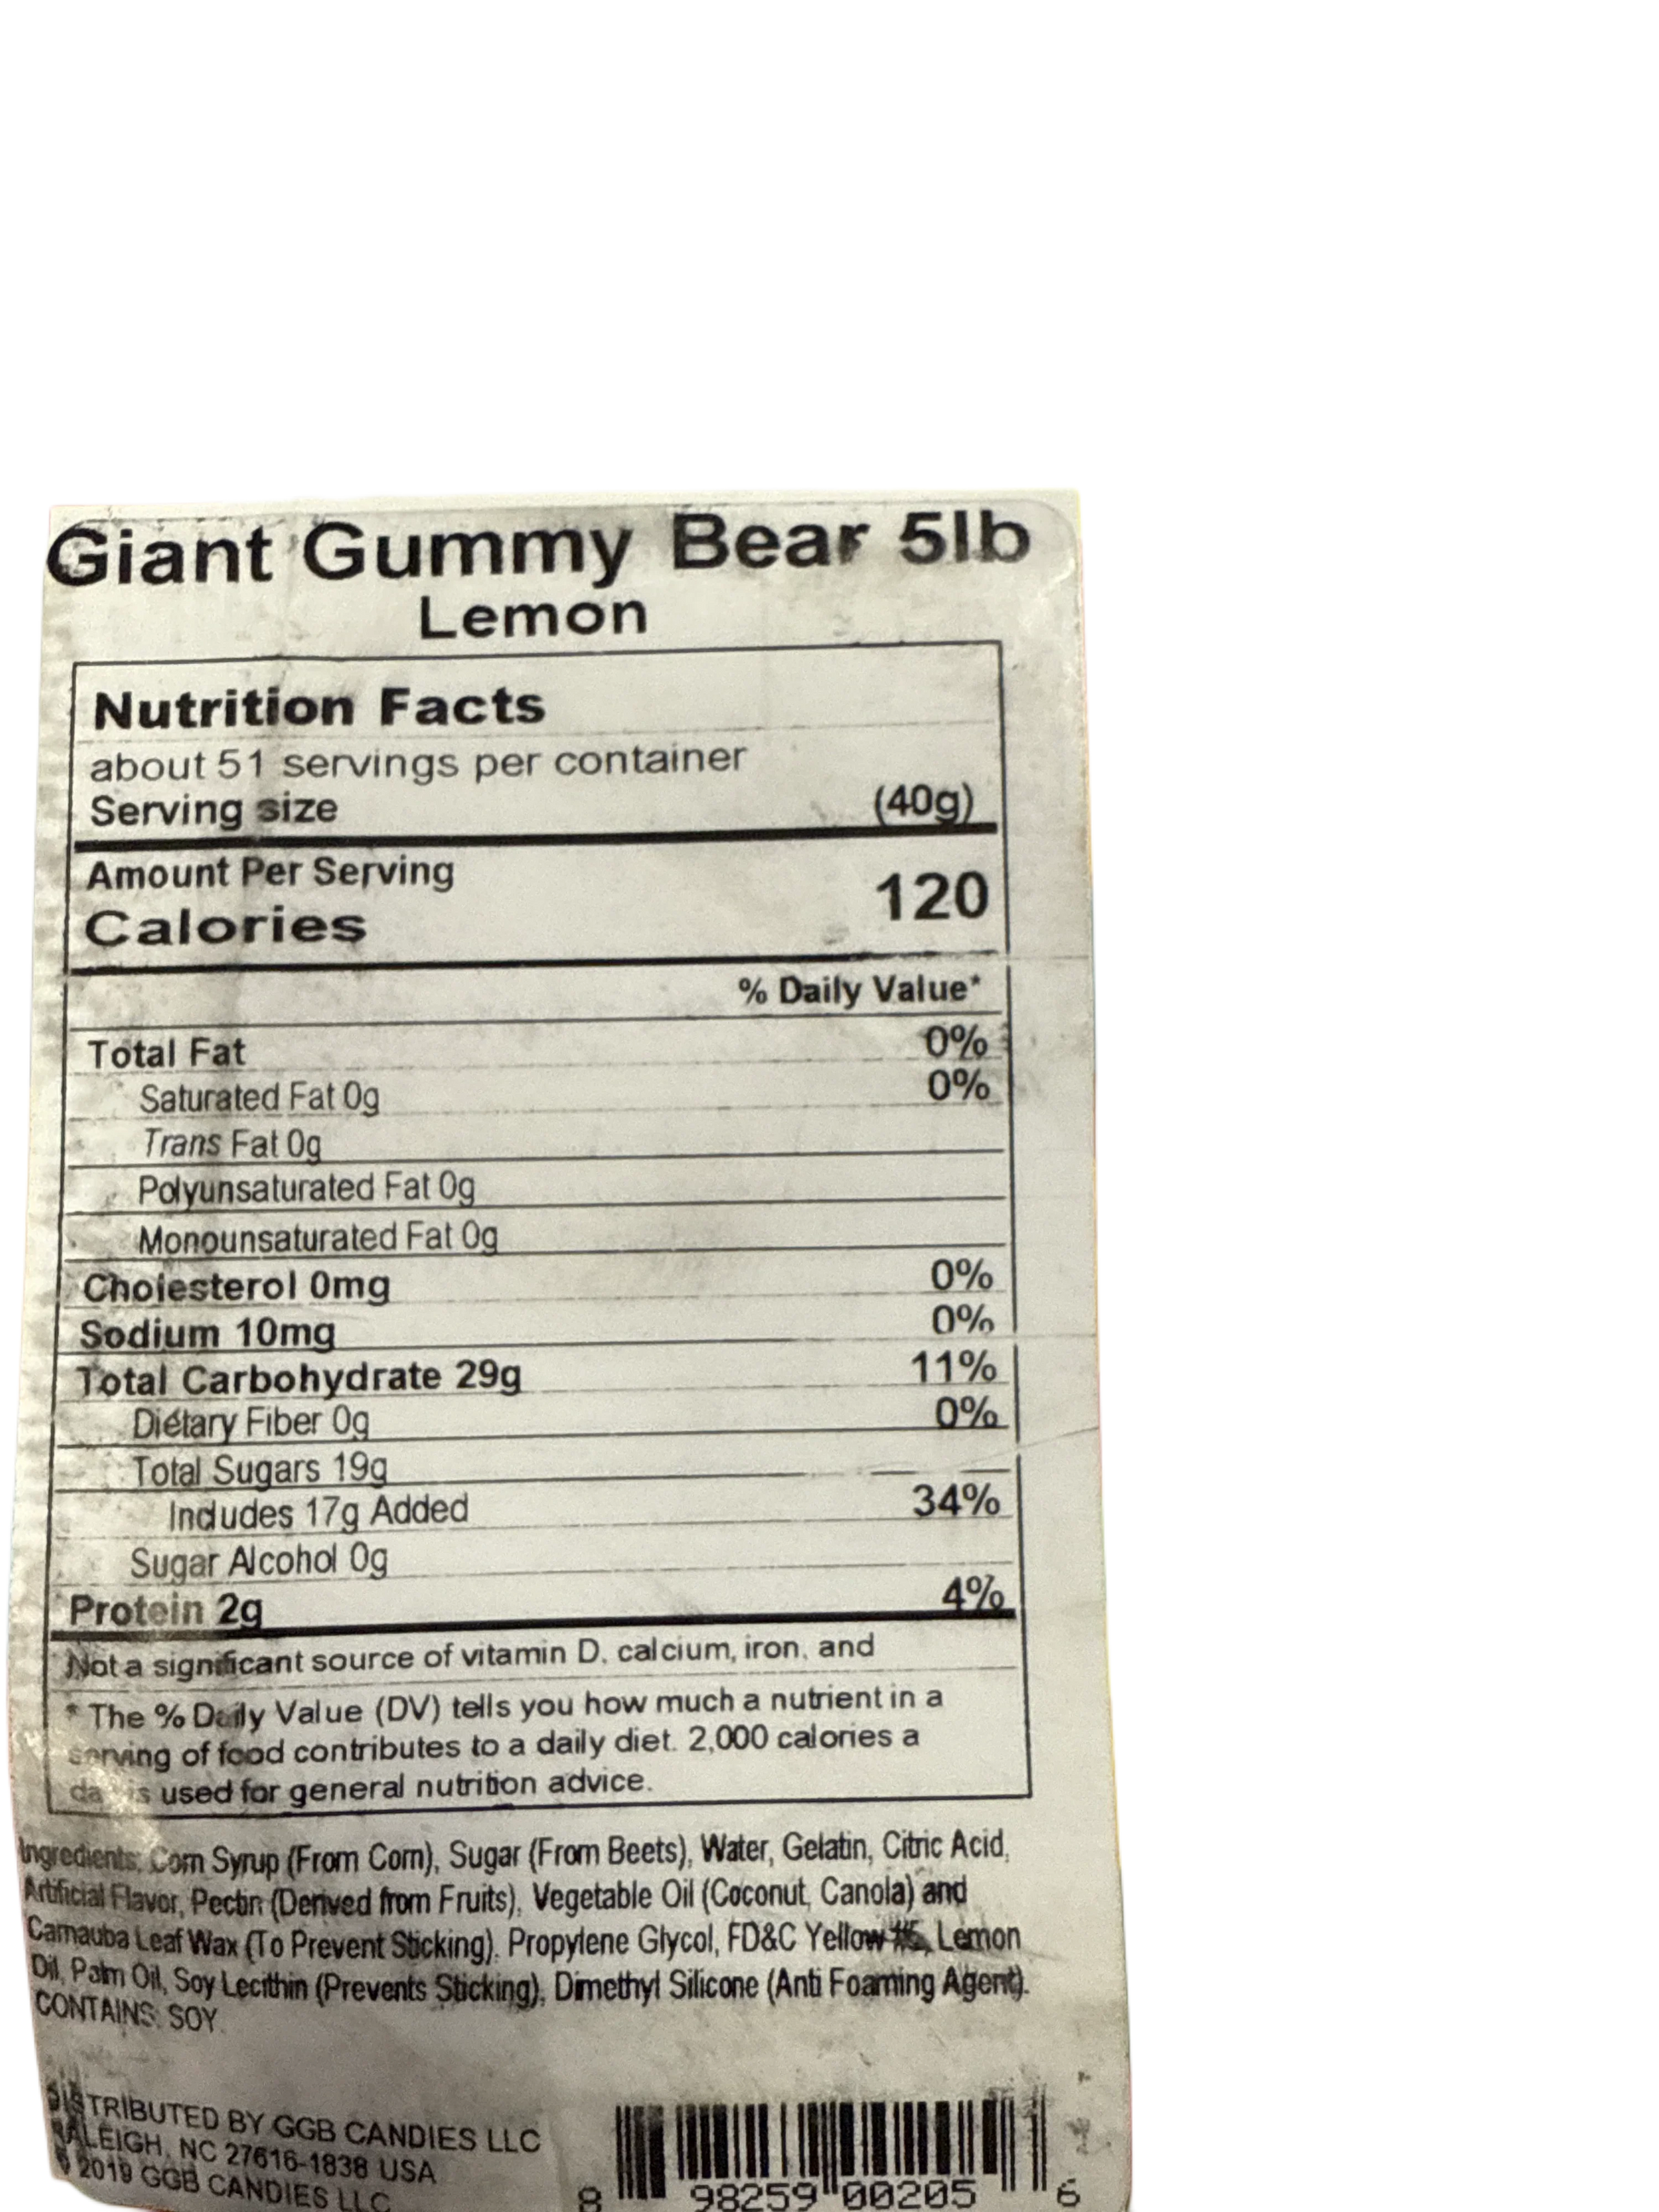 Giant Gummy Bear 5lb
Lemon
Nutrition Facts
about 51 servings per container
Serving size (40g)
Amount Per Serving
Calories 120
% Daily Value*
Total Fat 0%
Saturated Fat 0g 0%
Trans Fat 0g
Polyunsaturated Fat 0g
Monounsaturated Fat 0g
Cholesterol 0mg 0%
Sodium 10mg 0%
Total Carbohydrate 29g 11%
Dietary Fiber 0g 0%
Total Sugars 19g
Includes 17g Added 34%
Sugar Alcohol 0g
Protein 2g 4%
Not a significant source of vitamin D, calcium, iron, and
* The % Daily Value (DV) tells you how much a nutrient in a
serving of food contributes to a daily diet. 2,000 calories a
day is used for general nutrition advice.
Ingredients: Corn Syrup (From Corn), Sugar (From Beets), Water, Gelatin, Citric Acid,
Artificial Flavor, Pectin (Derived from Fruits), Vegetable Oil (Coconut, Canola) and
Carnauba Leaf Wax (To Prevent Sticking). Propylene Glycol, FD&C Yellow #5, Lemon
Oil, Palm Oil, Soy Lecithin (Prevents Sticking), Dimethyl Silicone (Anti Foaming Agent).
CONTAINS: SOY.
DISTRIBUTED BY GGB CANDIES LLC
RALEIGH, NC 27616-1838 USA
© 2019 GGB CANDIES LLC
8 98259 00205 6